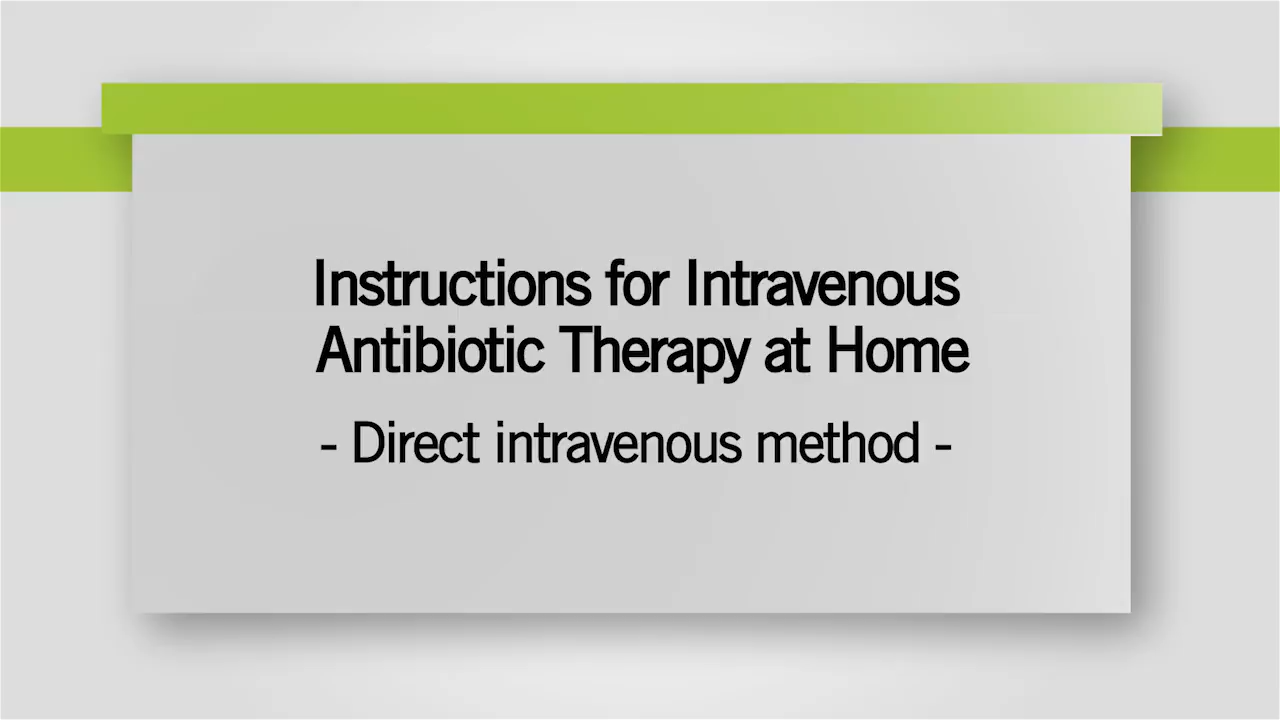 Instructions for Intravenous
Antibiotic Therapy at Home
- Direct intravenous method -